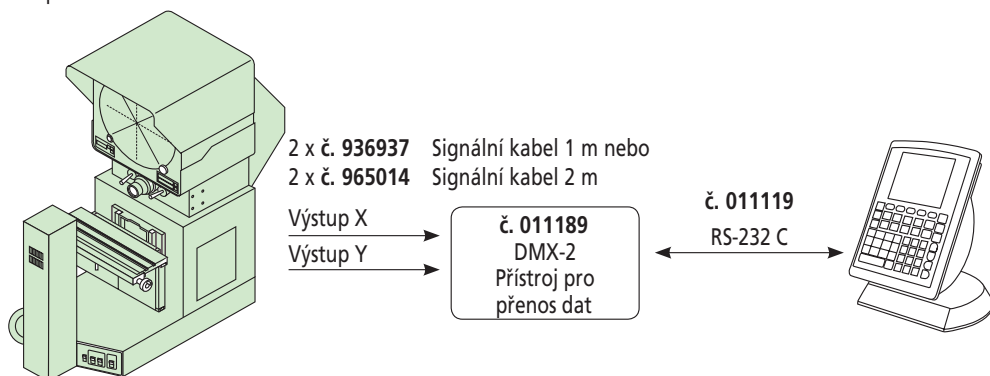 2 x č. 936937 Signální kabel 1 m nebo
2 x č. 965014 Signální kabel 2 m
Výstup X
Výstup Y
č. 011189
DMX-2
Přístroj pro
přenos dat
č. 011119
RS-232 C